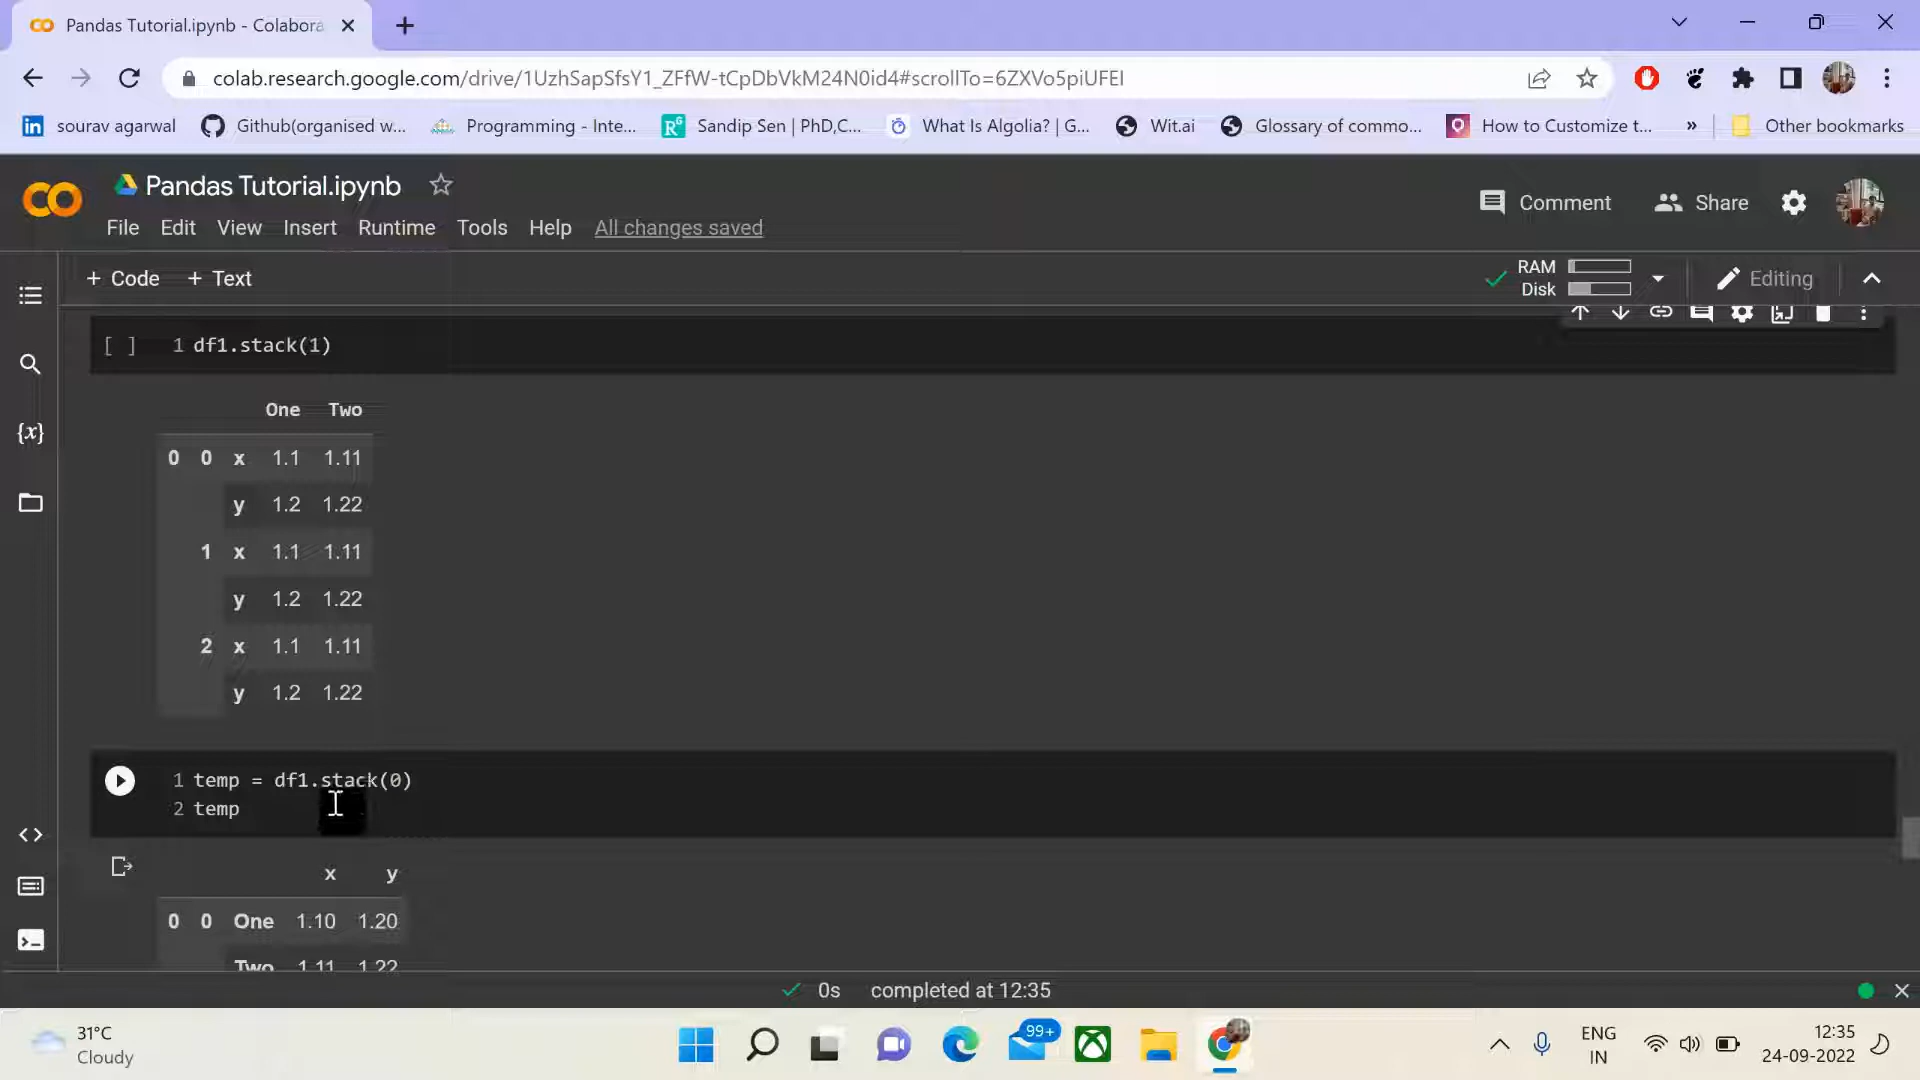 Pandas Tutorial.ipynb - Colabora
colab.research.google.com/drive/1UzhSapSfsY1_ZFfW-tCpDbVkM24N0id4#scrollTo=6ZXVo5piUFEI
sourav agarwal Github(organised w... Programming - Inte... Sandip Sen | PhD,C... What Is Algolia? | G... Wit.ai Glossary of commo... How to Customize t... » Other bookmarks
Pandas Tutorial.ipynb
Comment Share
File Edit View Insert Runtime Tools Help All changes saved
+ Code + Text RAM Disk Editing
[ ] 1 df1.stack(1)
One Two
0 0 x 1.1 1.11
y 1.2 1.22
1 x 1.1 1.11
y 1.2 1.22
2 x 1.1 1.11
y 1.2 1.22
1 temp = df1.stack(0)
2 temp
x y
0 0 One 1.10 1.20
Two 1.11 1.22
0s completed at 12:35
31°C
Cloudy
99+
ENG
IN
12:35
24-09-2022